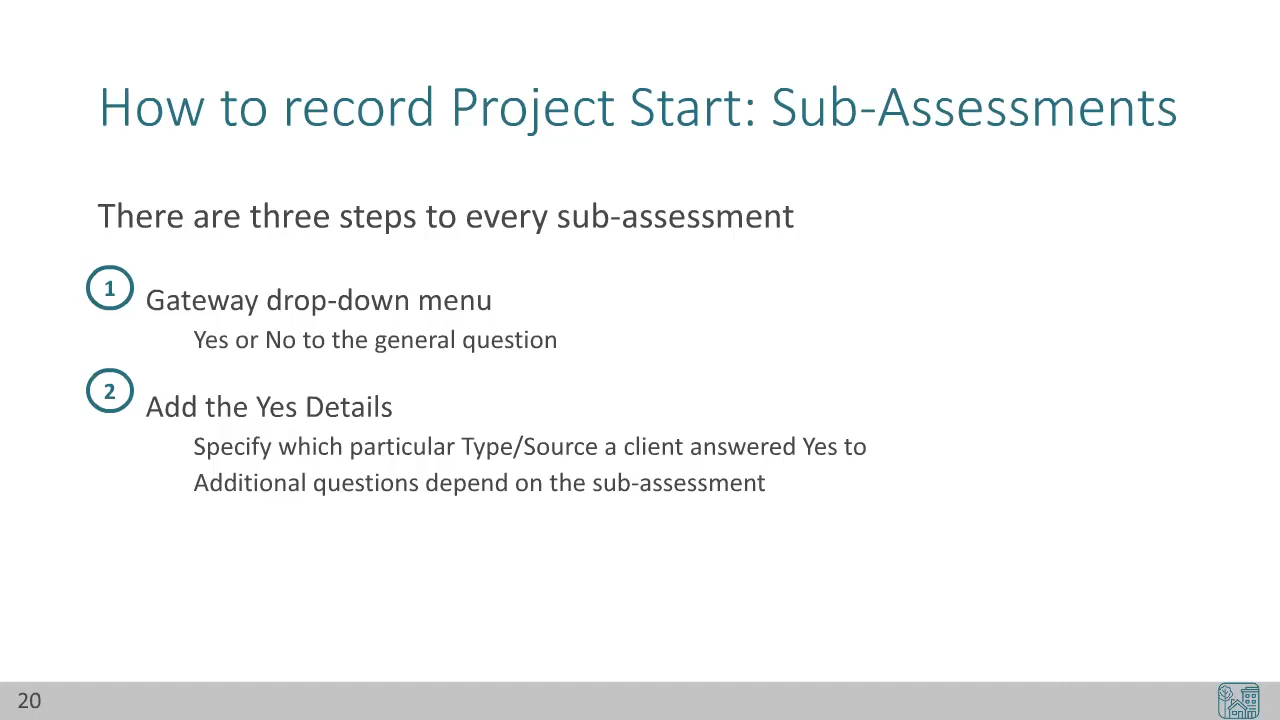 How to record Project Start: Sub-Assessments
There are three steps to every sub-assessment
1
Gateway drop-down menu
Yes or No to the general question
2
Add the Yes Details
Specify which particular Type/Source a client answered Yes to
Additional questions depend on the sub-assessment
20